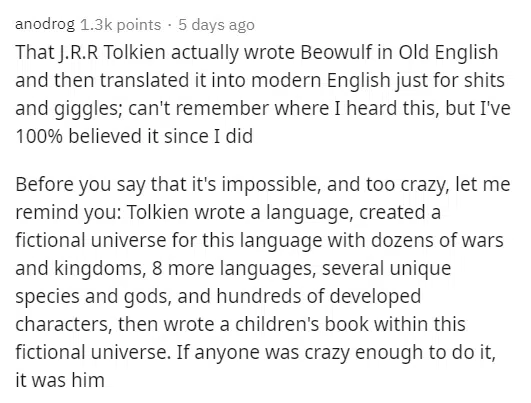 anodrog 1.3k points · 5 days ago
That J.R.R Tolkien actually wrote Beowulf in Old English
and then translated it into modern English just for shits
and giggles; can't remember where I heard this, but I've
100% believed it since I did
Before you say that it's impossible, and too crazy, let me
remind you: Tolkien wrote a language, created a
fictional universe for this language with dozens of wars
and kingdoms, 8 more languages, several unique
species and gods, and hundreds of developed
characters, then wrote a children's book within this
fictional universe. If anyone was crazy enough to do it,
it was him